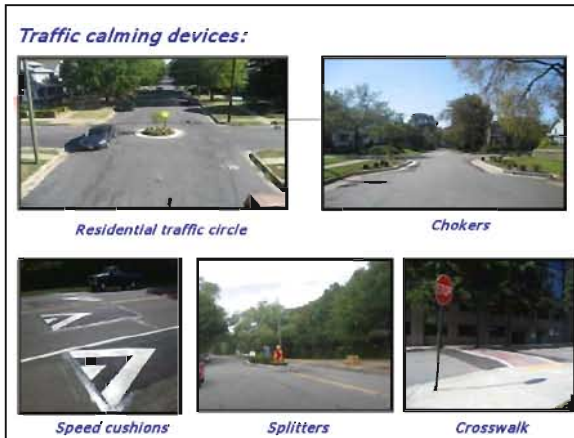 Traffic calming devices:
Residential traffic circle
Chokers
Speed cushions
Splitters
Crosswalk